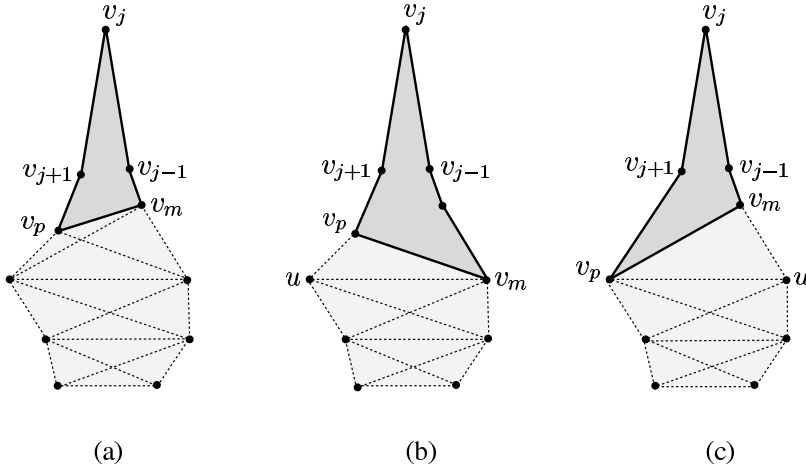 v_j v_j v_j
v_{j+1} v_{j-1} v_{j+1} v_{j-1} v_{j+1} v_{j-1}
v_p v_m v_p v_m
u v_m v_p u
(a) (b) (c)